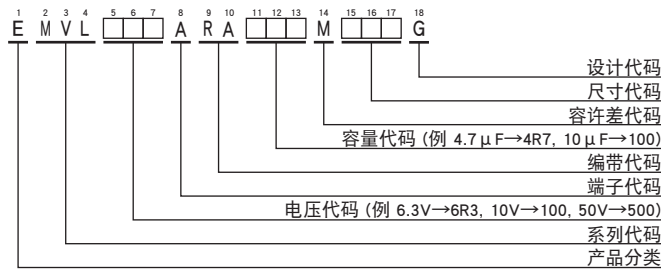 1 2 3 4 5 6 7 8 9 10 11 12 13 14 15 16 17 18
E MVL □□□ A RA □□□ M □□□ G
设计代码
尺寸代码
容许差代码
容量代码 (例 4.7μF→4R7, 10μF→100)
编带代码
端子代码
电压代码 (例 6.3V→6R3, 10V→100, 50V→500)
系列代码
产品分类